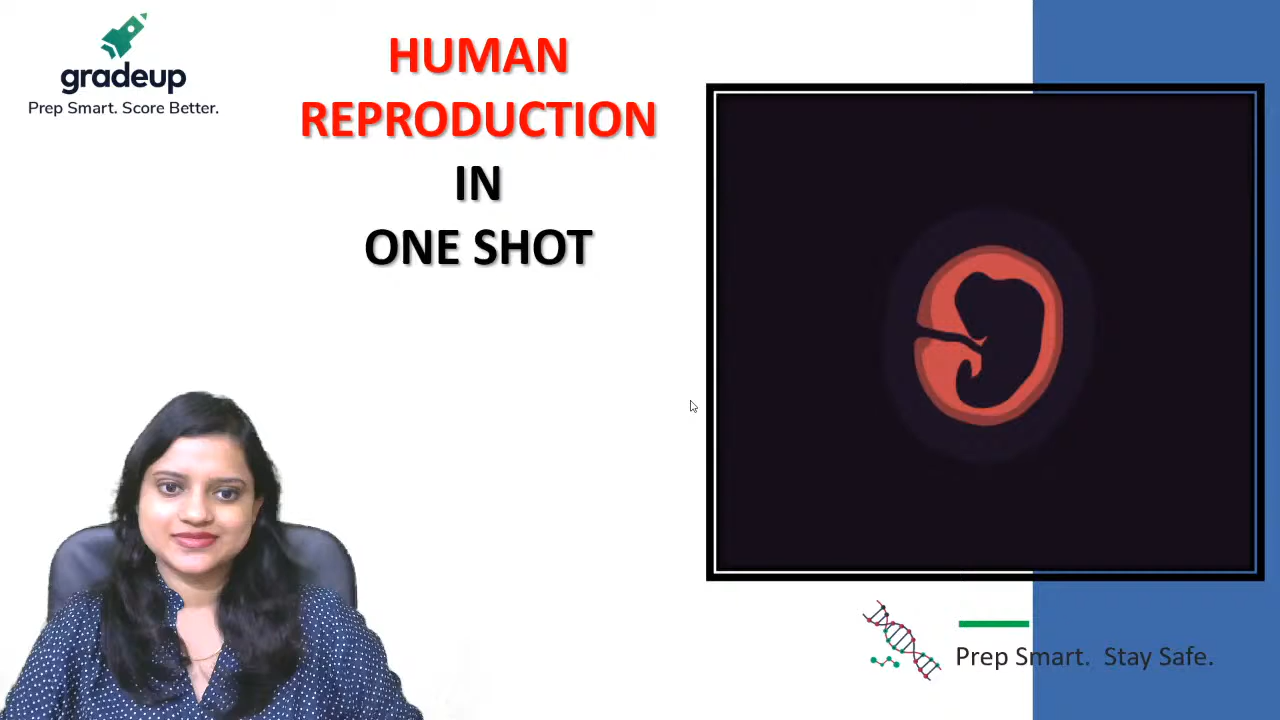 gradeup
Prep Smart. Score Better.
HUMAN
REPRODUCTION
IN
ONE SHOT
Prep Smart. Stay Safe.